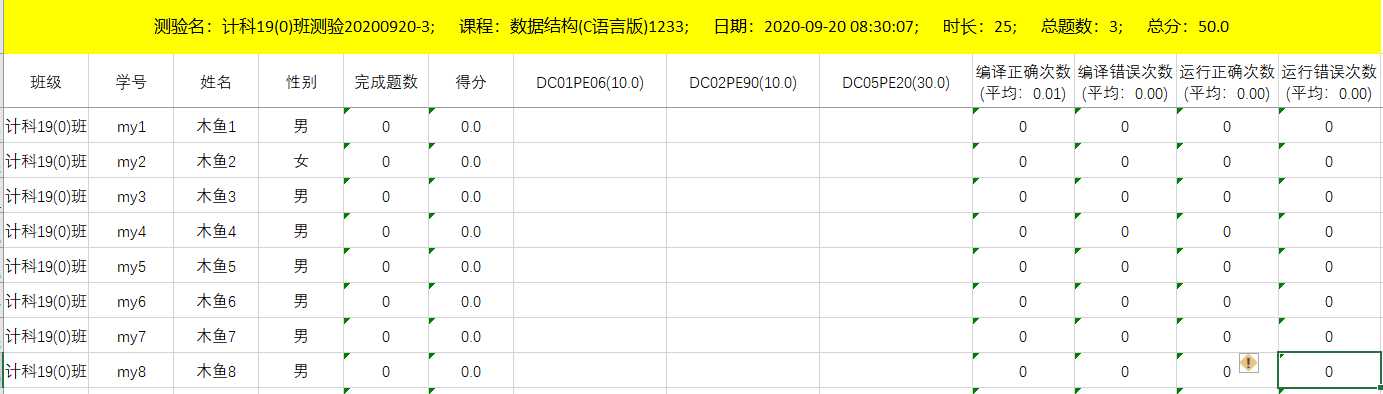 测验名：计科19(0)班测验20200920-3; 课程：数据结构(C语言版)1233; 日期：2020-09-20 08:30:07; 时长：25; 总题数：3; 总分：50.0
班级 学号 姓名 性别 完成题数 得分 DC01PE06(10.0) DC02PE90(10.0) DC05PE20(30.0) 编译正确次数(平均：0.01) 编译错误次数(平均：0.00) 运行正确次数(平均：0.00) 运行错误次数(平均：0.00)
计科19(0)班 my1 木鱼1 男 0 0.0 0 0 0 0
计科19(0)班 my2 木鱼2 女 0 0.0 0 0 0 0
计科19(0)班 my3 木鱼3 男 0 0.0 0 0 0 0
计科19(0)班 my4 木鱼4 男 0 0.0 0 0 0 0
计科19(0)班 my5 木鱼5 男 0 0.0 0 0 0 0
计科19(0)班 my6 木鱼6 男 0 0.0 0 0 0 0
计科19(0)班 my7 木鱼7 男 0 0.0 0 0 0 0
计科19(0)班 my8 木鱼8 男 0 0.0 0 0 0 0